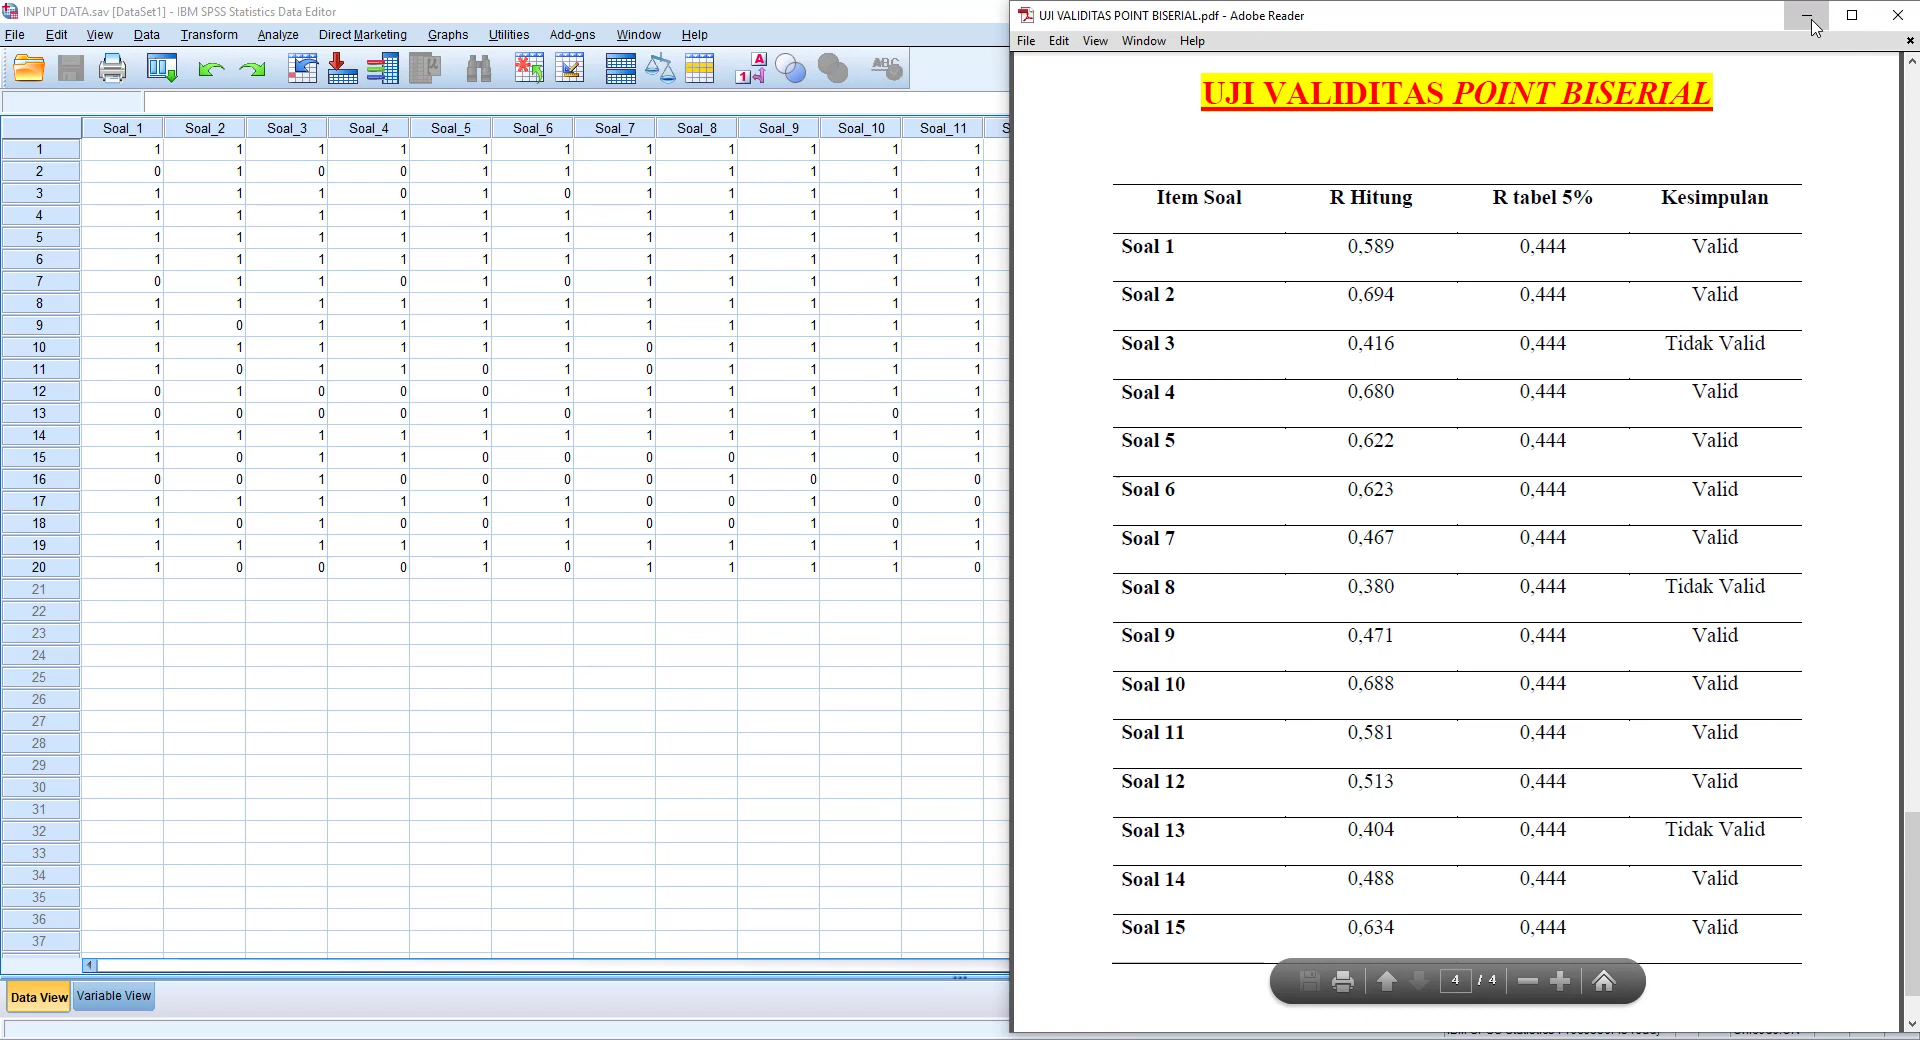 INPUT DATA.sav [DataSet1] - IBM SPSS Statistics Data Editor
File Edit View Data Transform Analyze Direct Marketing Graphs Utilities Add-ons Window Help
Soal_1 Soal_2 Soal_3 Soal_4 Soal_5 Soal_6 Soal_7 Soal_8 Soal_9 Soal_10 Soal_11 S
1 1 1 1 1 1 1 1 1 1 1 1
2 0 1 0 0 1 1 1 1 1 1 1
3 1 1 1 0 1 0 1 1 1 1 1
4 1 1 1 1 1 1 1 1 1 1 1
5 1 1 1 1 1 1 1 1 1 1 1
6 1 1 1 1 1 1 1 1 1 1 1
7 0 1 1 0 1 0 1 1 1 1 1
8 1 1 1 1 1 1 1 1 1 1 1
9 1 0 1 1 1 1 1 1 1 1 1
10 1 1 1 1 1 1 0 1 1 1 1
11 1 0 1 1 0 1 0 1 1 1 1
12 0 1 0 0 0 1 1 1 1 1 1
13 0 0 0 0 1 0 1 1 1 0 1
14 1 1 1 1 1 1 1 1 1 1 1
15 1 0 1 1 0 0 0 0 1 0 1
16 0 0 1 0 0 0 0 1 0 0 0
17 1 1 1 1 1 1 0 0 1 0 0
18 1 0 1 0 0 1 0 0 1 0 1
19 1 1 1 1 1 1 1 1 1 1 1
20 1 0 0 0 1 0 1 1 1 1 0
21
22
23
24
25
26
27
28
29
30
31
32
33
34
35
36
37
Data View Variable View
UJI VALIDITAS POINT BISERIAL.pdf - Adobe Reader
File Edit View Window Help
UJI VALIDITAS POINT BISERIAL
Item Soal R Hitung R tabel 5% Kesimpulan
Soal 1 0,589 0,444 Valid
Soal 2 0,694 0,444 Valid
Soal 3 0,416 0,444 Tidak Valid
Soal 4 0,680 0,444 Valid
Soal 5 0,622 0,444 Valid
Soal 6 0,623 0,444 Valid
Soal 7 0,467 0,444 Valid
Soal 8 0,380 0,444 Tidak Valid
Soal 9 0,471 0,444 Valid
Soal 10 0,688 0,444 Valid
Soal 11 0,581 0,444 Valid
Soal 12 0,513 0,444 Valid
Soal 13 0,404 0,444 Tidak Valid
Soal 14 0,488 0,444 Valid
Soal 15 0,634 0,444 Valid
4 / 4